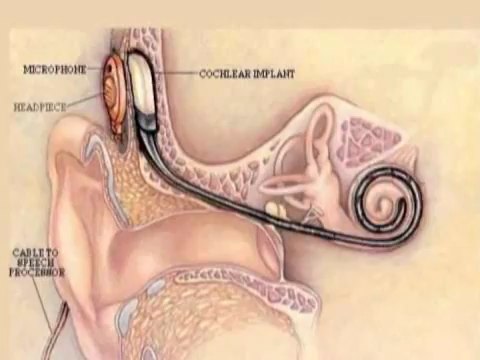 MICROPHONE
COCHLEAR IMPLANT
HEADPIECE
CABLE TO
SPEECH
PROCESSOR